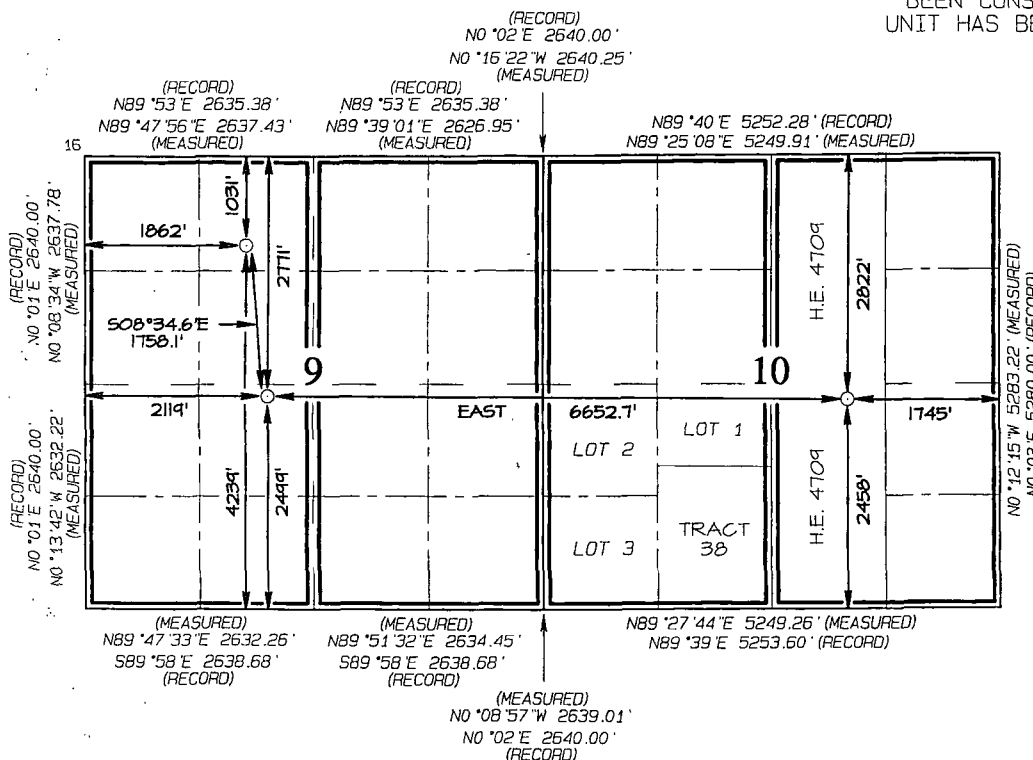 BEEN CONS
UNIT HAS BE
(RECORD)
N0 °02'E 2640.00'
N0 °16'22"W 2640.25'
(MEASURED)
(RECORD)
N89 °53'E 2635.38'
N89 °47'56"E 2637.43'
(MEASURED)
(RECORD)
N89 °53'E 2635.38'
N89 °39'01"E 2626.95'
(MEASURED)
N89 °40'E 5252.28' (RECORD)
N89 °25'08"E 5249.91' (MEASURED)
16
(RECORD)
N0 °01'E 2640.00'
N0 °08'34"W 2637.78'
(MEASURED)
1031'
1862'
2771'
S08°34.6'E
1758.1'
9
10
H.E. 4709
2822'
2119'
EAST
6652.7'
1745'
LOT 2
LOT 1
4239'
2499'
LOT 3
TRACT
38
H.E. 4709
2458'
N0 °12'15"W 5283.22' (MEASURED)
N0 °03'E 5280.00' (RECORD)
(RECORD)
N0 °01'E 2640.00'
N0 °13'42"W 2632.22'
(MEASURED)
(MEASURED)
N89 °47'33"E 2632.26'
S89 °58'E 2638.68'
(RECORD)
(MEASURED)
N89 °51'32"E 2634.45'
S89 °58'E 2638.68'
(RECORD)
N89 °27'44"E 5249.26' (MEASURED)
N89 °39'E 5253.60' (RECORD)
(MEASURED)
N0 °08'57"W 2639.01'
N0 °02'E 2640.00'
(RECORD)